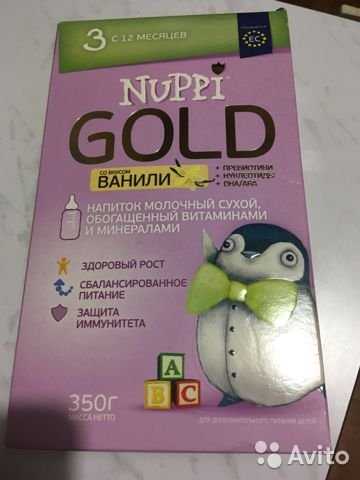 3 С 12 МЕСЯЦЕВ
ЕС
NUPPI
GOLD
СО ВКУСОМ
ВАНИЛИ
+ ПРЕБИОТИКИ
+ НУКЛЕОТИДЫ
+ DHA/ARA
НАПИТОК МОЛОЧНЫЙ СУХОЙ,
ОБОГАЩЕННЫЙ ВИТАМИНАМИ
И МИНЕРАЛАМИ
ЗДОРОВЫЙ РОСТ
СБАЛАНСИРОВАННОЕ
ПИТАНИЕ
ЗАЩИТА
ИММУНИТЕТА
A
B C
350г
МАССА НЕТТО
ДЛЯ ДОПОЛНИТЕЛЬНОГО ПИТАНИЯ ДЕТЕЙ
Avito